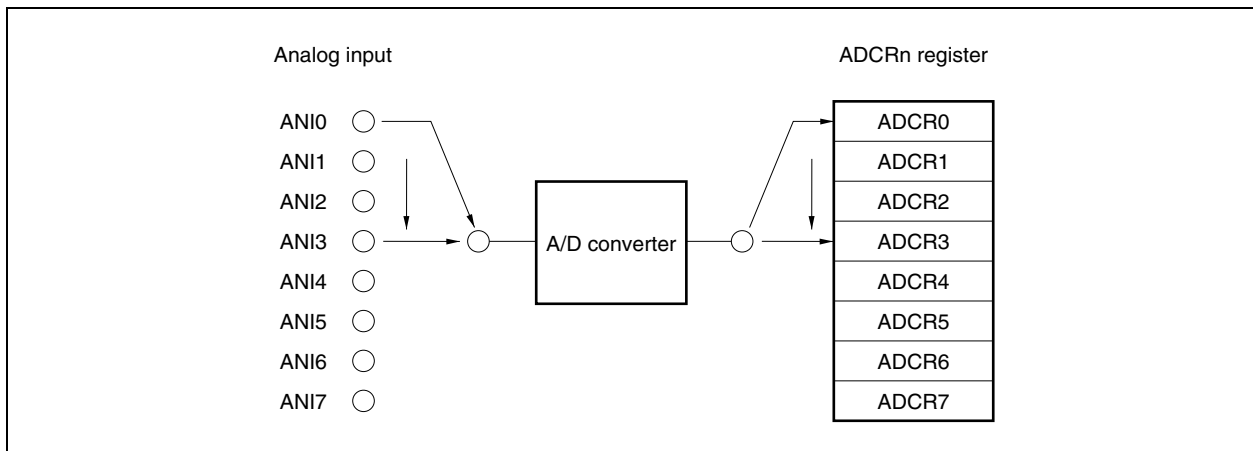 Analog input
ADCRn register
ANI0
ADCR0
ANI1
ADCR1
ANI2
ADCR2
ANI3
A/D converter
ADCR3
ANI4
ADCR4
ANI5
ADCR5
ANI6
ADCR6
ANI7
ADCR7